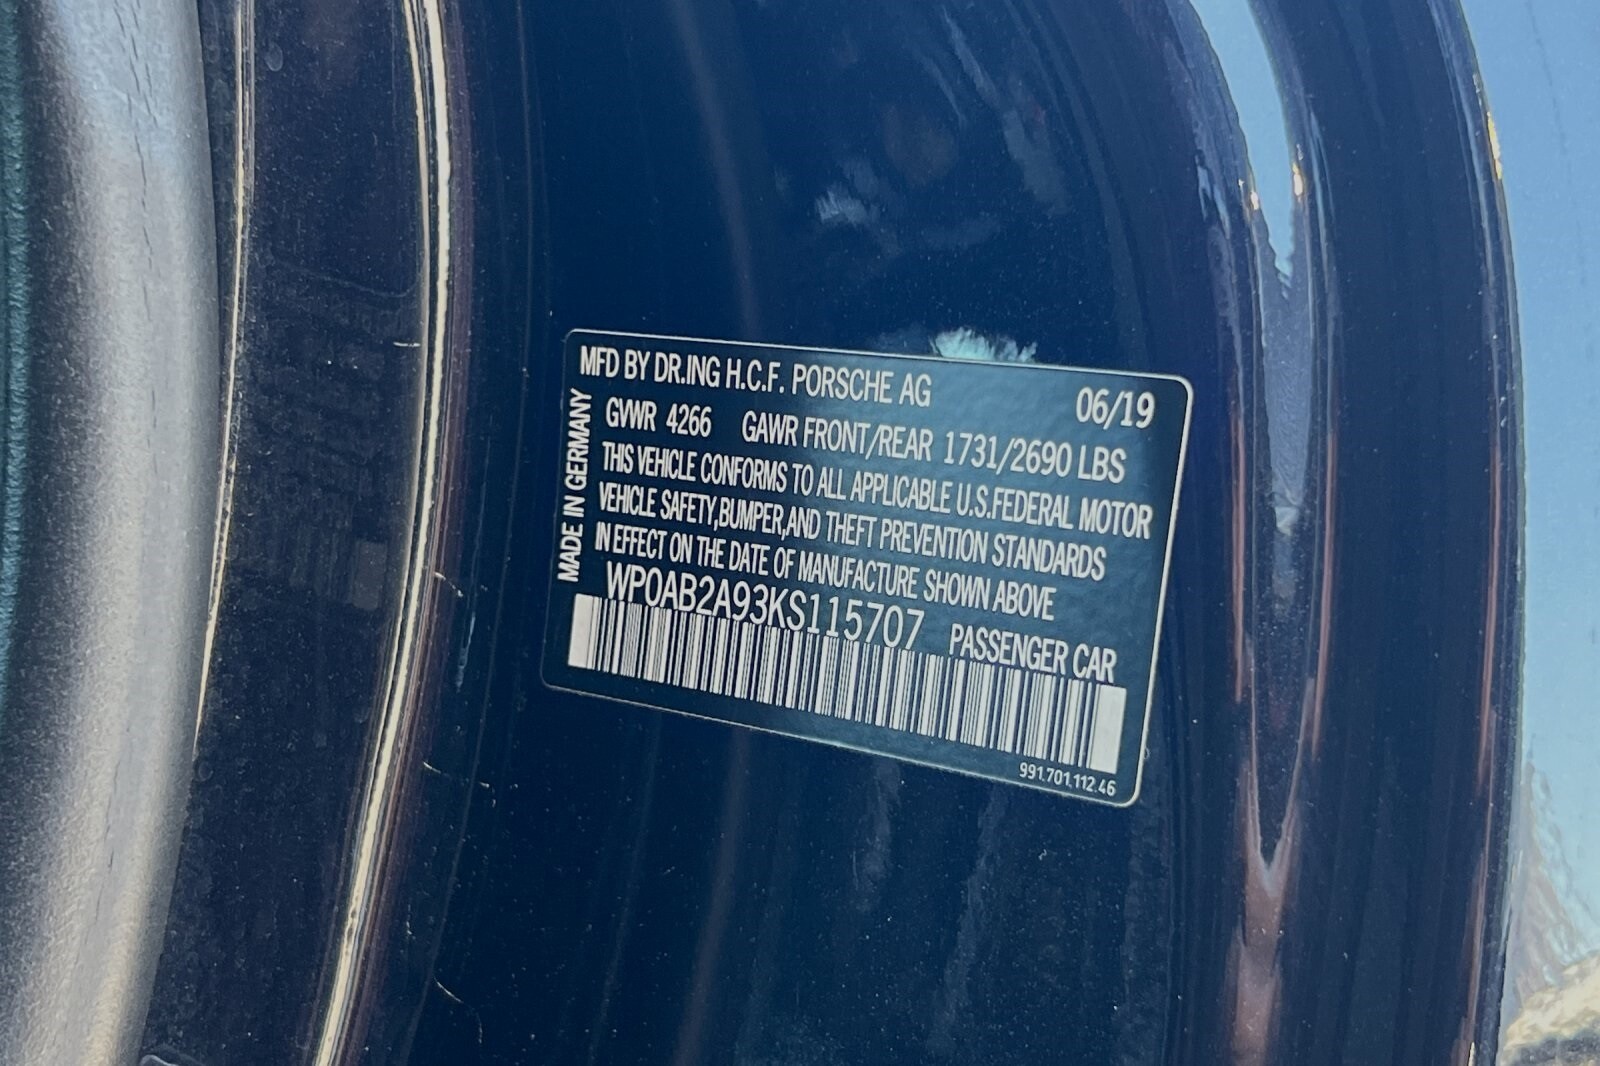 MFD BY DR.ING H.C.F. PORSCHE AG 06/19
GVWR 4266 GAWR FRONT/REAR 1731/2690 LBS
THIS VEHICLE CONFORMS TO ALL APPLICABLE U.S.FEDERAL MOTOR
VEHICLE SAFETY,BUMPER,AND THEFT PREVENTION STANDARDS
IN EFFECT ON THE DATE OF MANUFACTURE SHOWN ABOVE
WP0AB2A93KS115707 PASSENGER CAR
991.701.112.46
MADE IN GERMANY